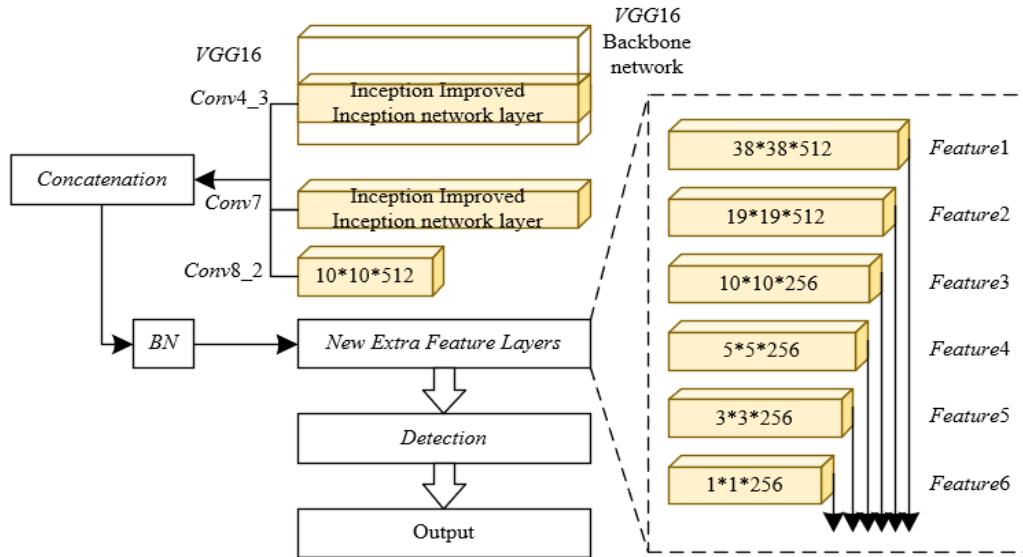 VGG16
VGG16
Backbone
network
Conv4_3
Inception Improved
Inception network layer
Concatenation
Conv7
Inception Improved
Inception network layer
Conv8_2
10*10*512
BN
New Extra Feature Layers
Detection
Output
38*38*512
Feature1
19*19*512
Feature2
10*10*256
Feature3
5*5*256
Feature4
3*3*256
Feature5
1*1*256
Feature6